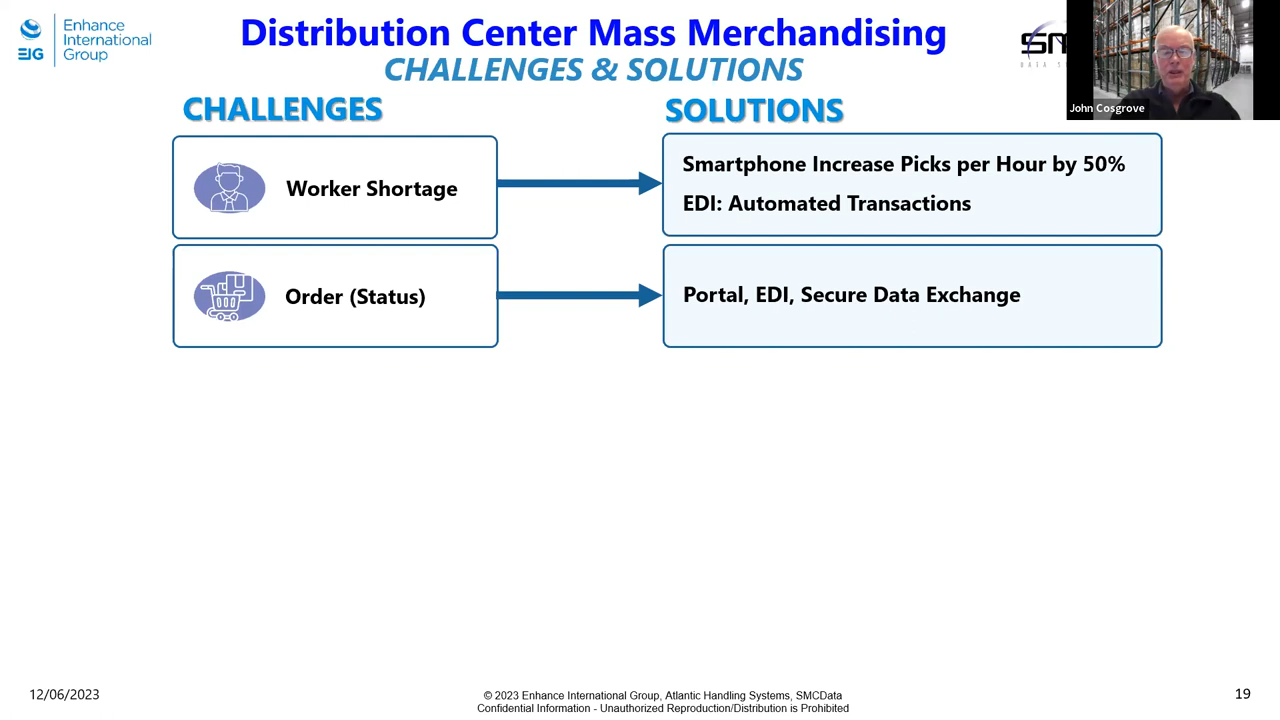 Enhance
International
Group
EIG
Distribution Center Mass Merchandising
CHALLENGES & SOLUTIONS
John Cosgrove
CHALLENGES
SOLUTIONS
Worker Shortage
Smartphone Increase Picks per Hour by 50%
EDI: Automated Transactions
Order (Status)
Portal, EDI, Secure Data Exchange
12/06/2023
© 2023 Enhance International Group, Atlantic Handling Systems, SMCData
Confidential Information - Unauthorized Reproduction/Distribution is Prohibited
19